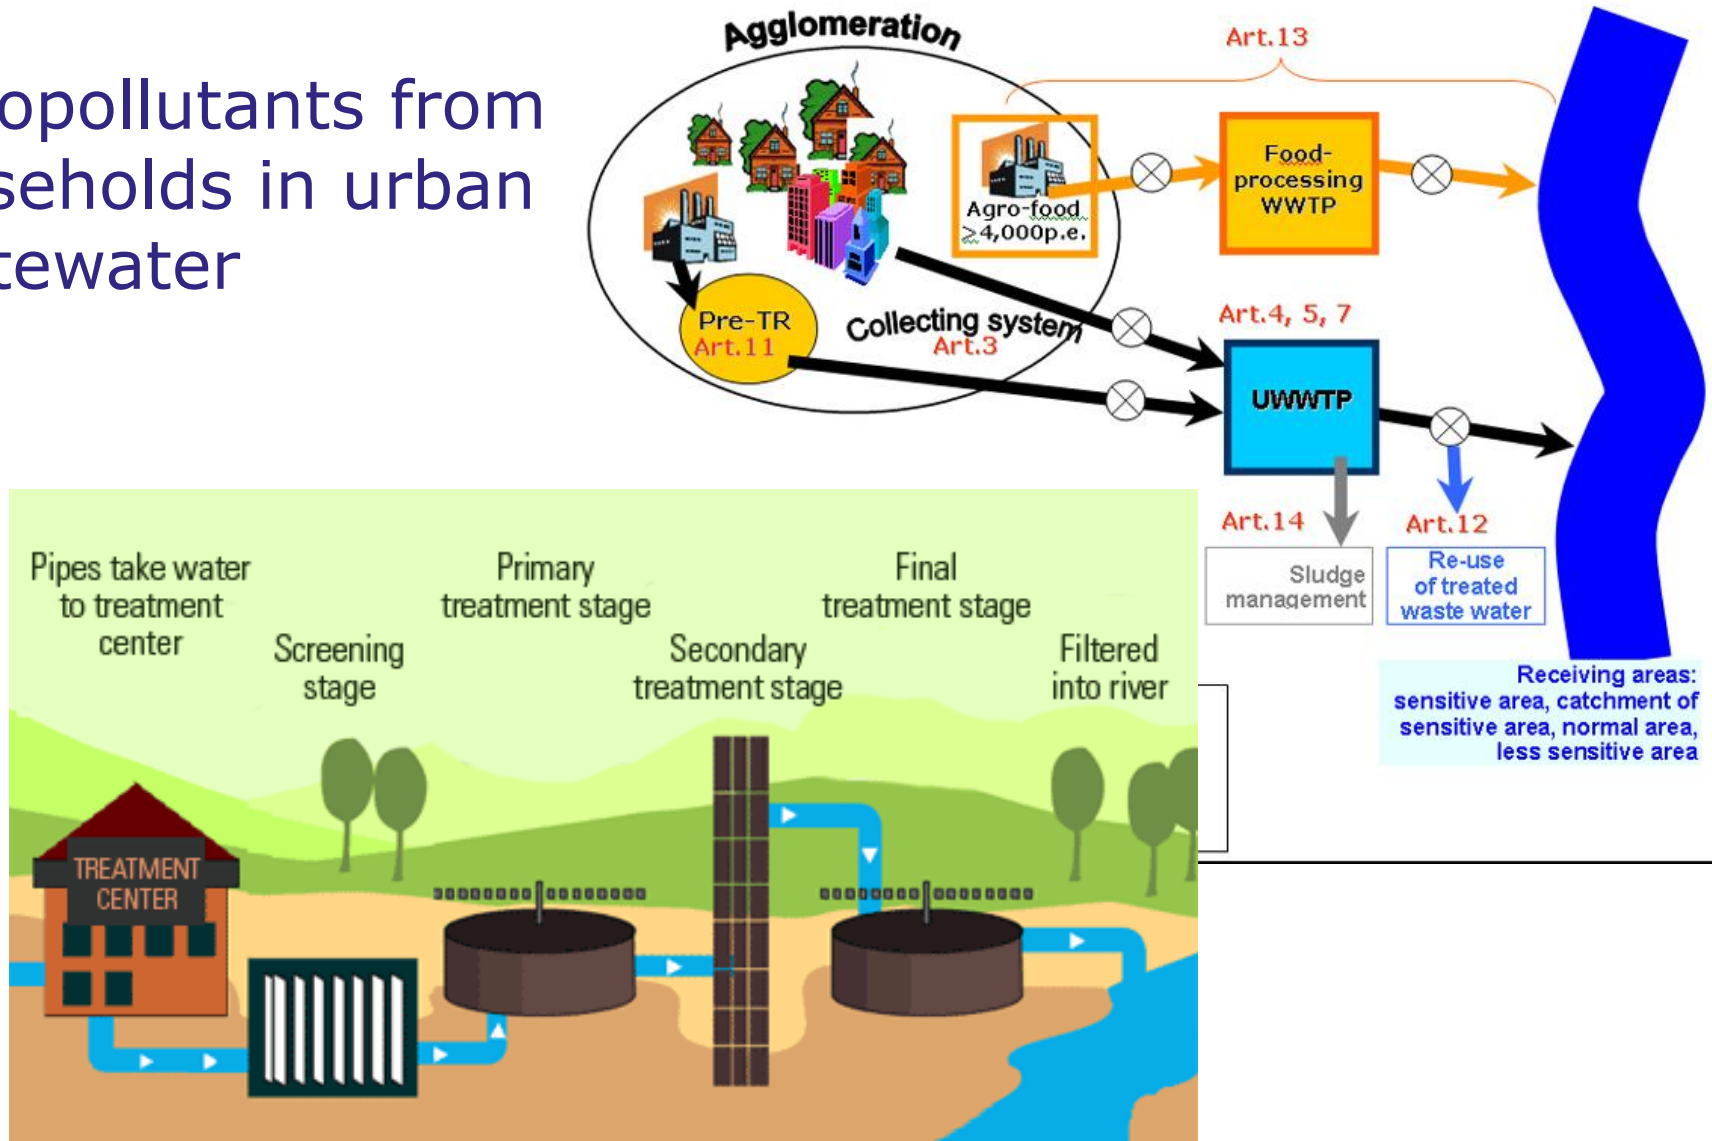 opollutants from
seholds in urban
tewater
Agglomeration
Art.13
Agro-food
≥4,000p.e.
Food-
processing
WWTP
Pre-TR
Art.11
Collecting system
Art.3
Art.4, 5, 7
UWWTP
Art.14
Art.12
Sludge
management
Re-use
of treated
waste water
Receiving areas:
sensitive area, catchment of
sensitive area, normal area,
less sensitive area
Pipes take water
to treatment
center
Screening
stage
Primary
treatment stage
Secondary
treatment stage
Final
treatment stage
Filtered
into river
TREATMENT
CENTER